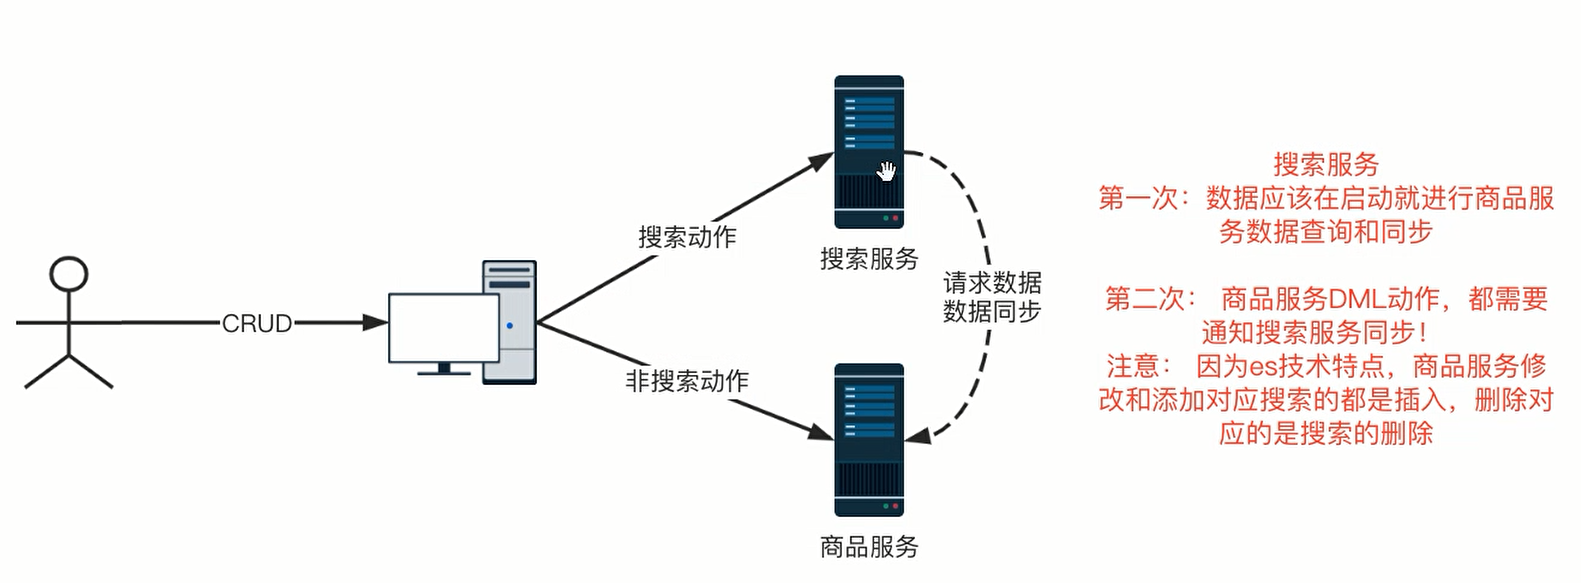 CRUD
搜索动作
非搜索动作
搜索服务
请求数据
数据同步
商品服务
搜索服务
第一次：数据应该在启动就进行商品服
务数据查询和同步
第二次： 商品服务DML动作，都需要
通知搜索服务同步！
注意： 因为es技术特点，商品服务修
改和添加对应搜索的都是插入，删除对
应的是搜索的删除